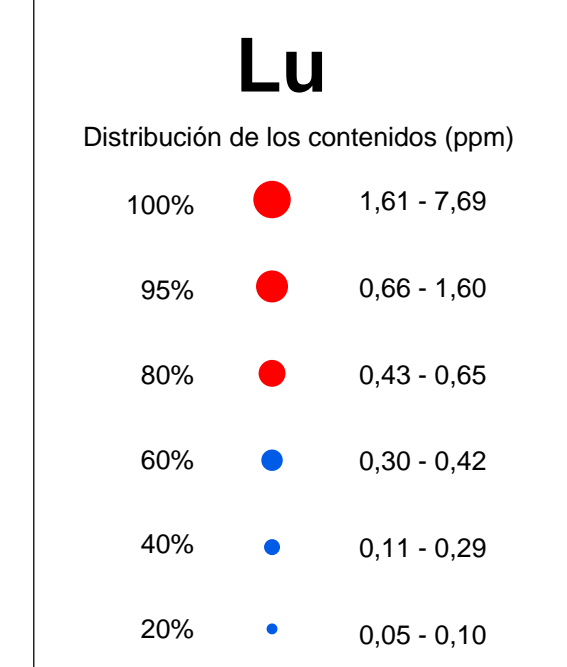 Lu
Distribución de los contenidos (ppm)
100% 1,61 - 7,69
95% 0,66 - 1,60
80% 0,43 - 0,65
60% 0,30 - 0,42
40% 0,11 - 0,29
20% 0,05 - 0,10